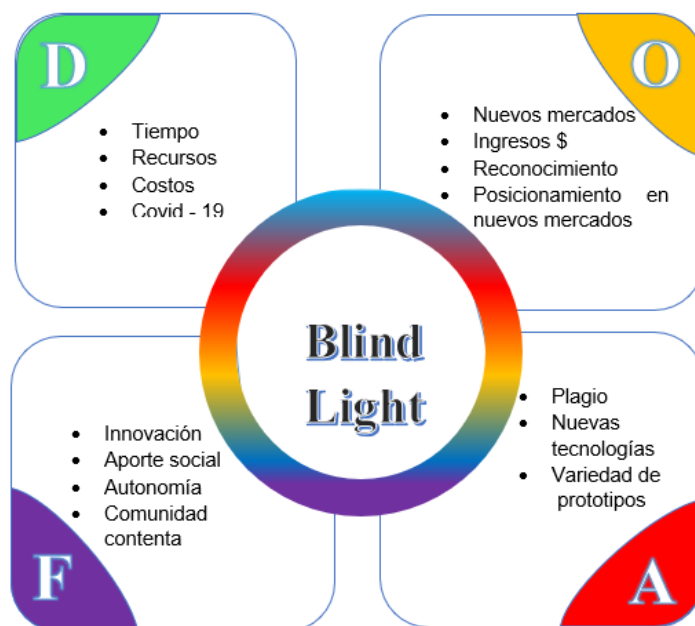 D
• Tiempo
• Recursos
• Costos
• Covid - 19
O
• Nuevos mercados
• Ingresos $
• Reconocimiento
• Posicionamiento en
nuevos mercados
Blind
Light
F
• Innovación
• Aporte social
• Autonomía
• Comunidad
contenta
A
• Plagio
• Nuevas
tecnologías
• Variedad de
prototipos